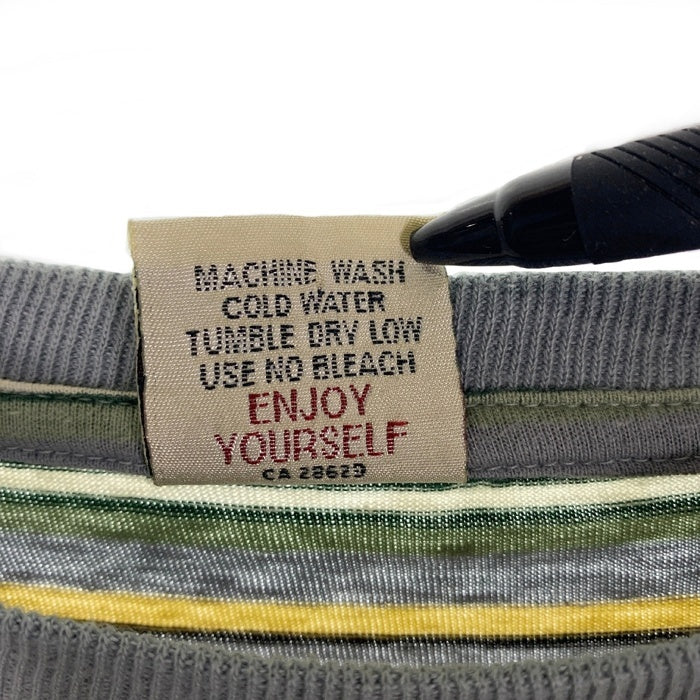 MACHINE WASH
COLD WATER
TUMBLE DRY LOW
USE NO BLEACH
ENJOY
YOURSELF
CA 28629